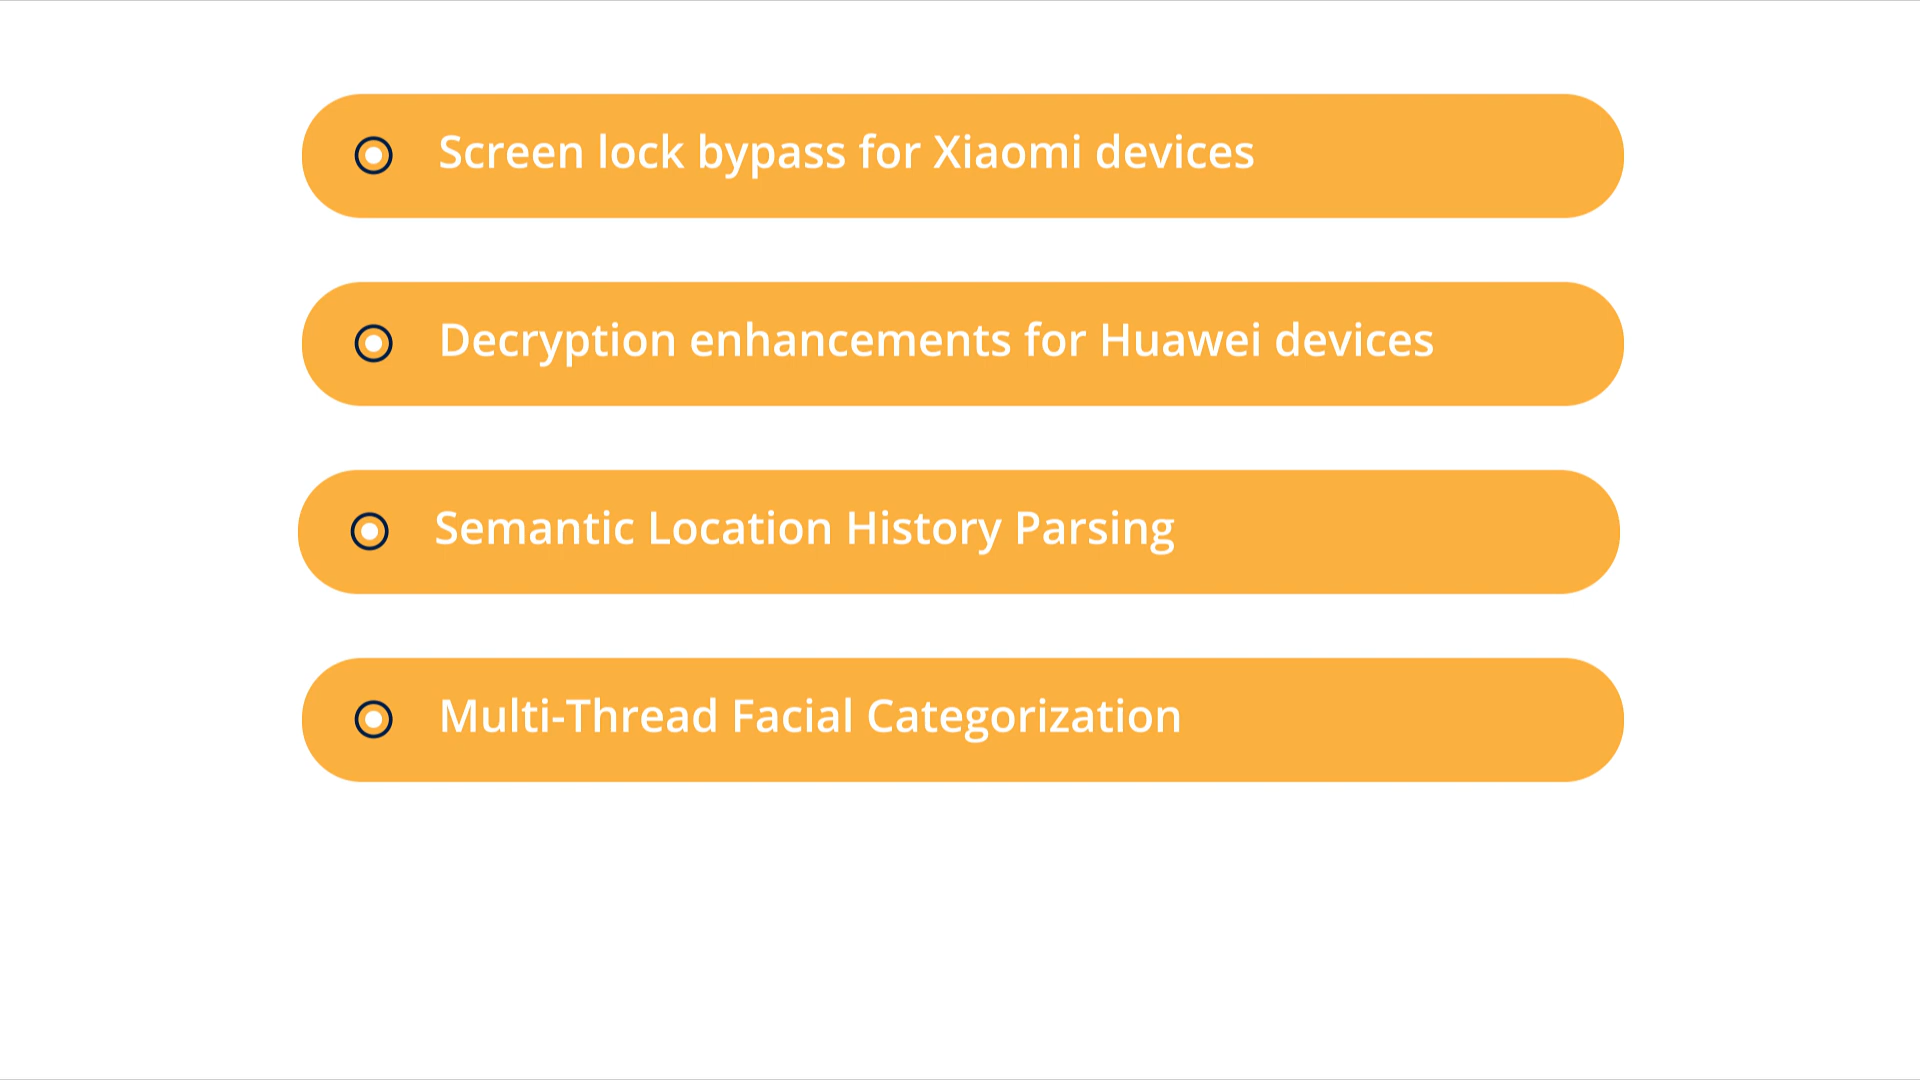 Screen lock bypass for Xiaomi devices
Decryption enhancements for Huawei devices
Semantic Location History Parsing
Multi-Thread Facial Categorization